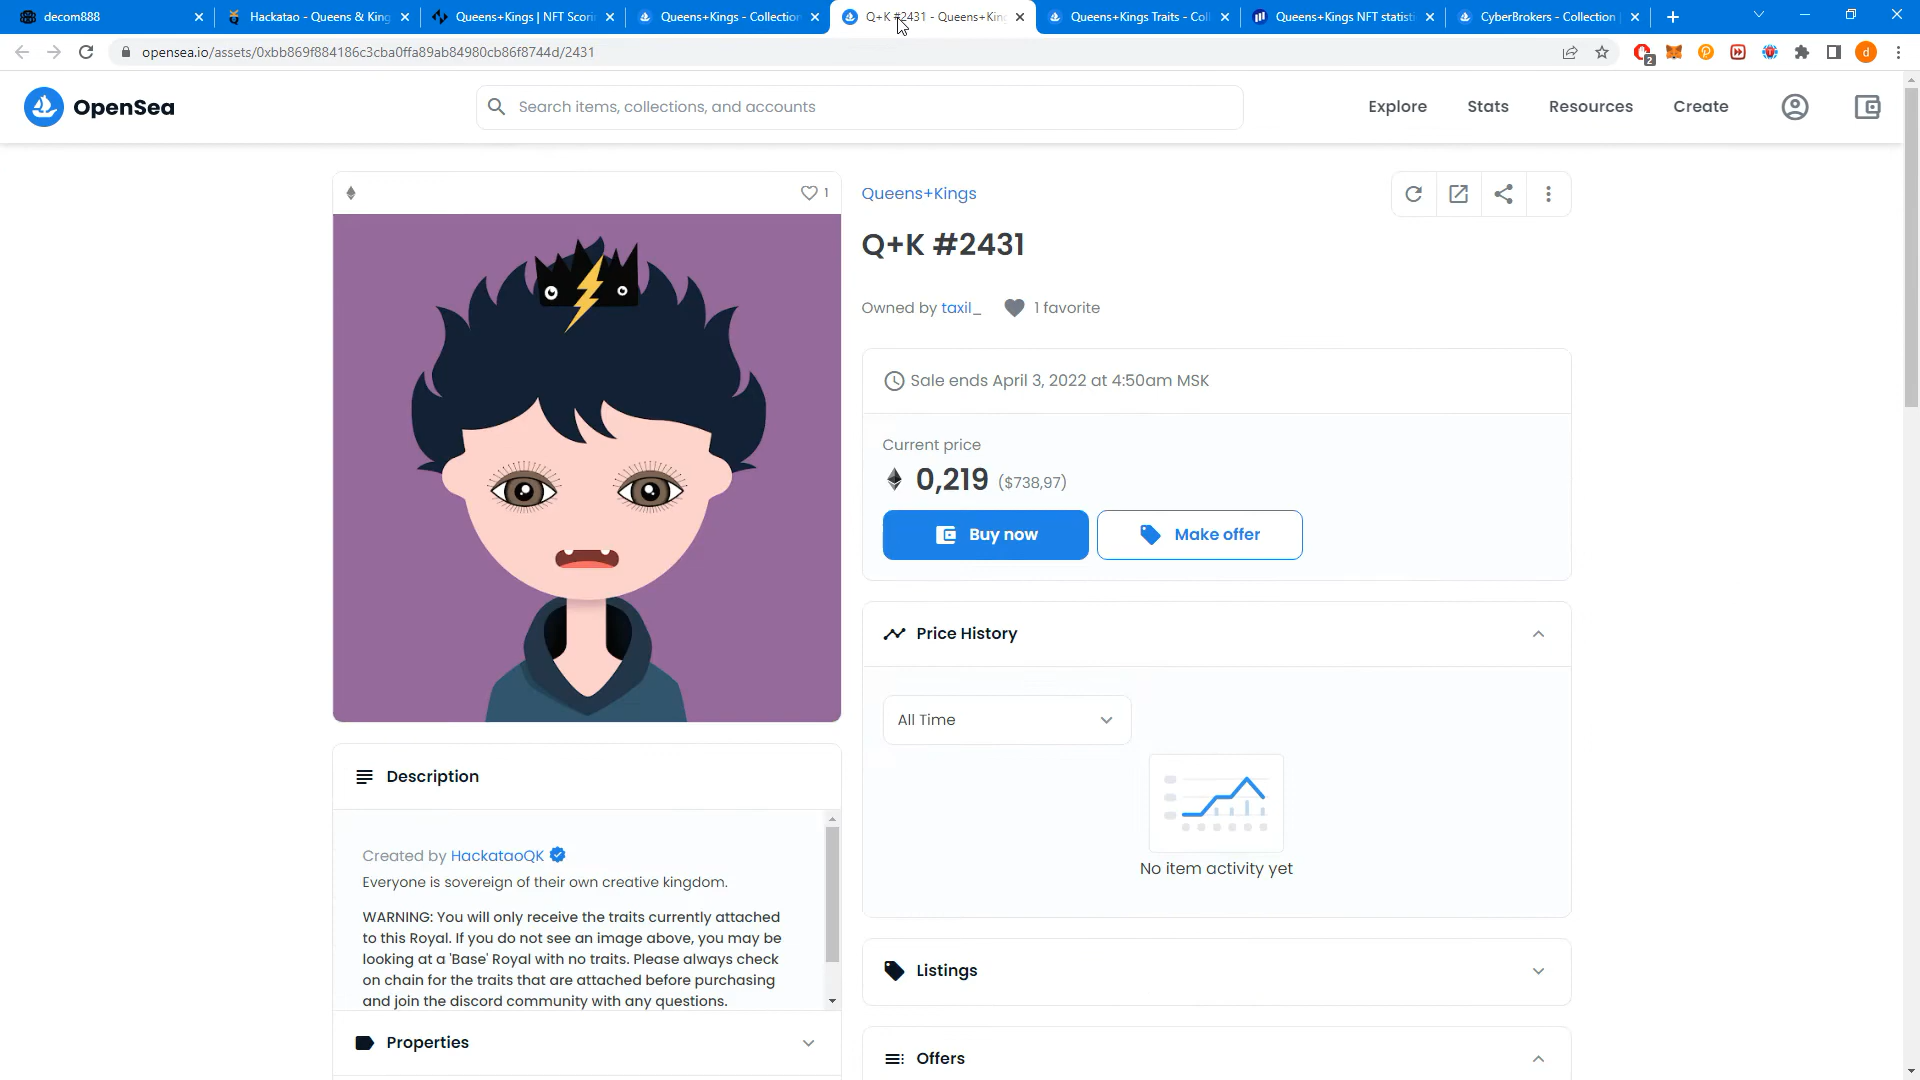 decom888
Hackatao - Queens & King
Queens+Kings | NFT Scorin
Queens+Kings - Collection
Q+K #2431 - Queens+King
Queens+Kings Traits - Coll
Queens+Kings NFT statist
CyberBrokers - Collection
opensea.io/assets/0xbb869f884186c3cba0ffa89ab84980cb86f8744d/2431
2
d
OpenSea
Search items, collections, and accounts
Explore
Stats
Resources
Create
1
Queens+Kings
Q+K #2431
Owned by taxil_
1 favorite
Sale ends April 3, 2022 at 4:50am MSK
Current price
0,219 ($738,97)
Buy now
Make offer
Price History
All Time
No item activity yet
Description
Created by HackataoQK
Everyone is sovereign of their own creative kingdom.
WARNING: You will only receive the traits currently attached
to this Royal. If you do not see an image above, you may be
looking at a 'Base' Royal with no traits. Please always check
on chain for the traits that are attached before purchasing
and join the discord community with any questions.
Listings
Properties
Offers